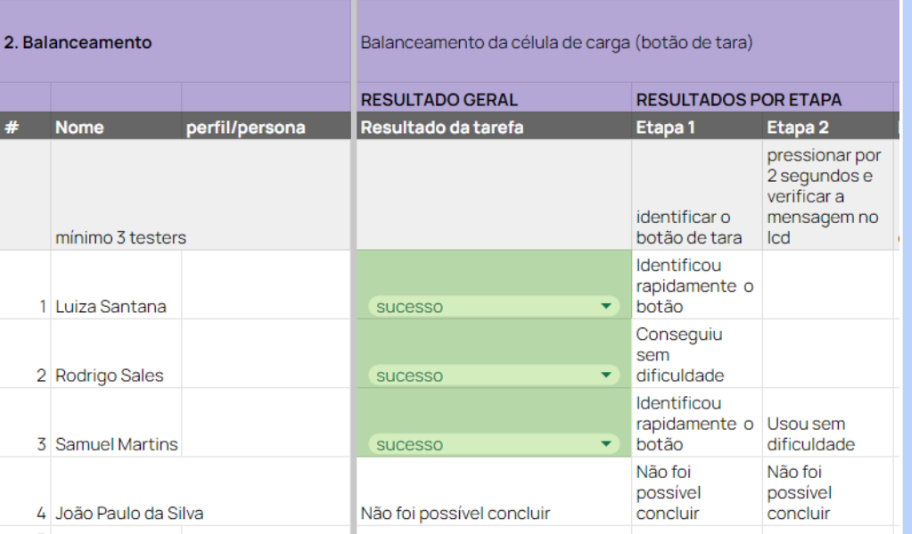 2. Balanceamento
Balanceamento da célula de carga (botão de tara)
RESULTADO GERAL
RESULTADOS POR ETAPA
# Nome perfil/persona Resultado da tarefa Etapa 1 Etapa 2
mínimo 3 testers
identificar o
botão de tara
pressionar por
2 segundos e
verificar a
mensagem no
lcd
1 Luiza Santana
sucesso
Identificou
rapidamente o
botão
2 Rodrigo Sales
sucesso
Conseguiu
sem
dificuldade
3 Samuel Martins
sucesso
Identificou
rapidamente o
botão
Usou sem
dificuldade
4 João Paulo da Silva
Não foi possível concluir
Não foi
possível
concluir
Não foi
possível
concluir